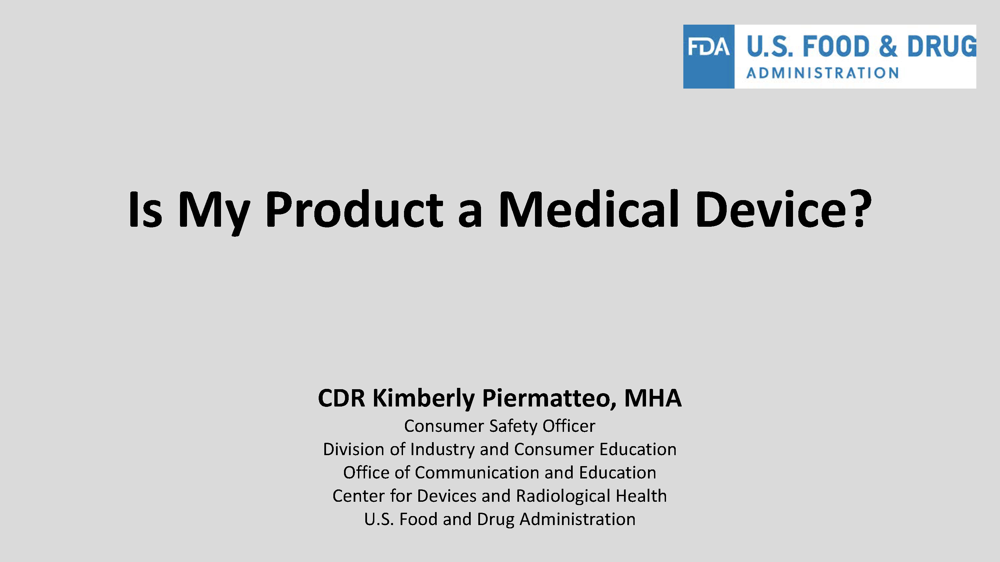 FDA U.S. FOOD & DRUG
ADMINISTRATION
Is My Product a Medical Device?
CDR Kimberly Piermatteo, MHA
Consumer Safety Officer
Division of Industry and Consumer Education
Office of Communication and Education
Center for Devices and Radiological Health
U.S. Food and Drug Administration